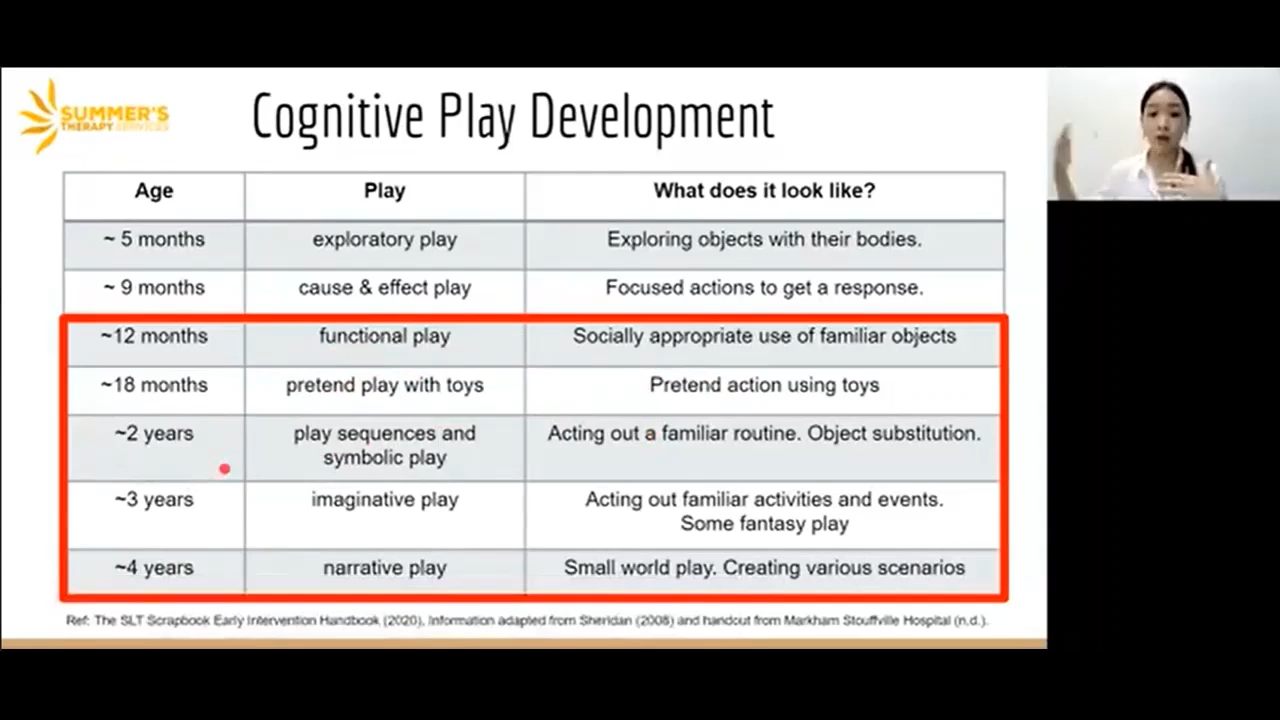 SUMMER'S
THERAPY SERVICES
Cognitive Play Development
Age Play What does it look like?
~ 5 months exploratory play Exploring objects with their bodies.
~ 9 months cause & effect play Focused actions to get a response.
~12 months functional play Socially appropriate use of familiar objects
~18 months pretend play with toys Pretend action using toys
~2 years play sequences and Acting out a familiar routine. Object substitution.
symbolic play
~3 years imaginative play Acting out familiar activities and events.
Some fantasy play
~4 years narrative play Small world play. Creating various scenarios
Ref: The SLT Scrapbook Early Intervention Handbook (2020), Information adapted from Sheridan (2008) and handout from Markham Stouffville Hospital (n.d.).